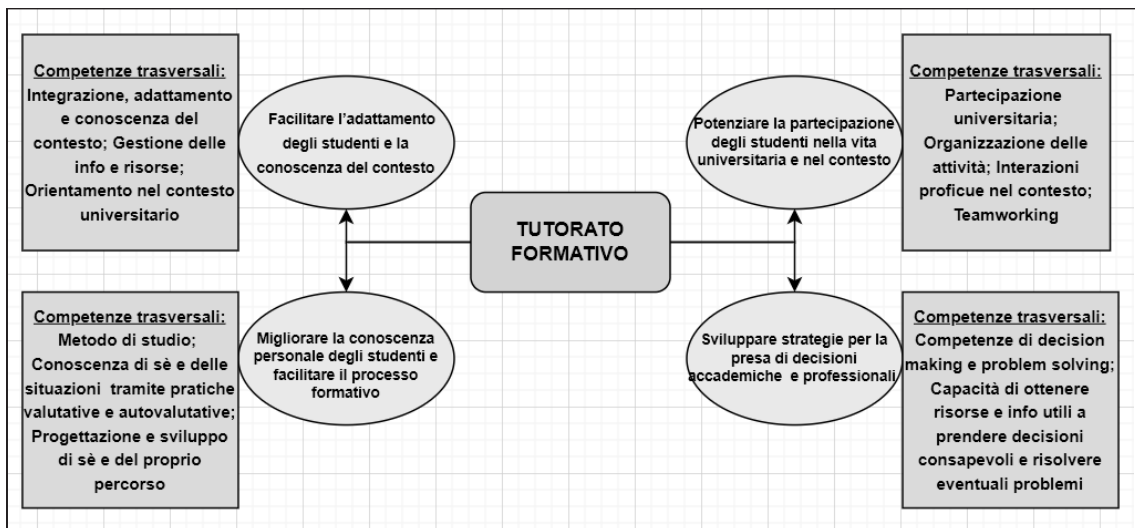 Competenze trasversali:
Integrazione, adattamento
e conoscenza del
contesto; Gestione delle
info e risorse;
Orientamento nel contesto
universitario
Facilitare l'adattamento
degli studenti e la
conoscenza del contesto
Potenziare la partecipazione
degli studenti nella vita
universitaria e nel contesto
Competenze trasversali:
Partecipazione
universitaria;
Organizzazione delle
attività; Interazioni
proficue nel contesto;
Teamworking
TUTORATO
FORMATIVO
Competenze trasversali:
Metodo di studio;
Conoscenza di sè e delle
situazioni tramite pratiche
valutative e autovalutative;
Progettazione e sviluppo
di sè e del proprio
percorso
Migliorare la conoscenza
personale degli studenti e
facilitare il processo
formativo
Sviluppare strategie per la
presa di decisioni
accademiche e professionali
Competenze trasversali:
Competenze di decision
making e problem solving;
Capacità di ottenere
risorse e info utili a
prendere decisioni
consapevoli e risolvere
eventuali problemi